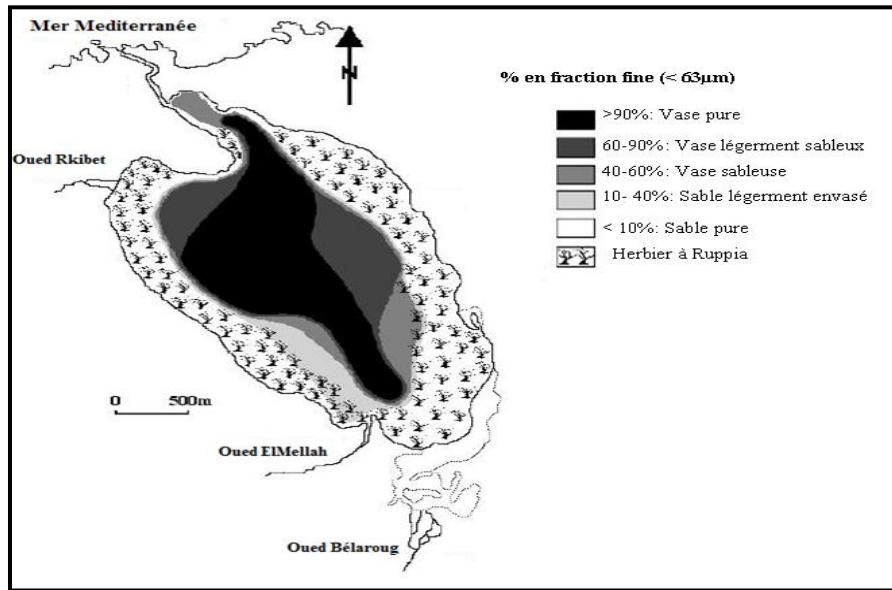 Mer Mediterranée
N
% en fraction fine (< 63µm)
>90%: Vase pure
60-90%: Vase légerment sableux
40-60%: Vase sableuse
10- 40%: Sable légerment envasé
< 10%: Sable pure
Herbier à Ruppia
Oued Rkibet
0 500m
Oued ElMellah
Oued Bélaroug